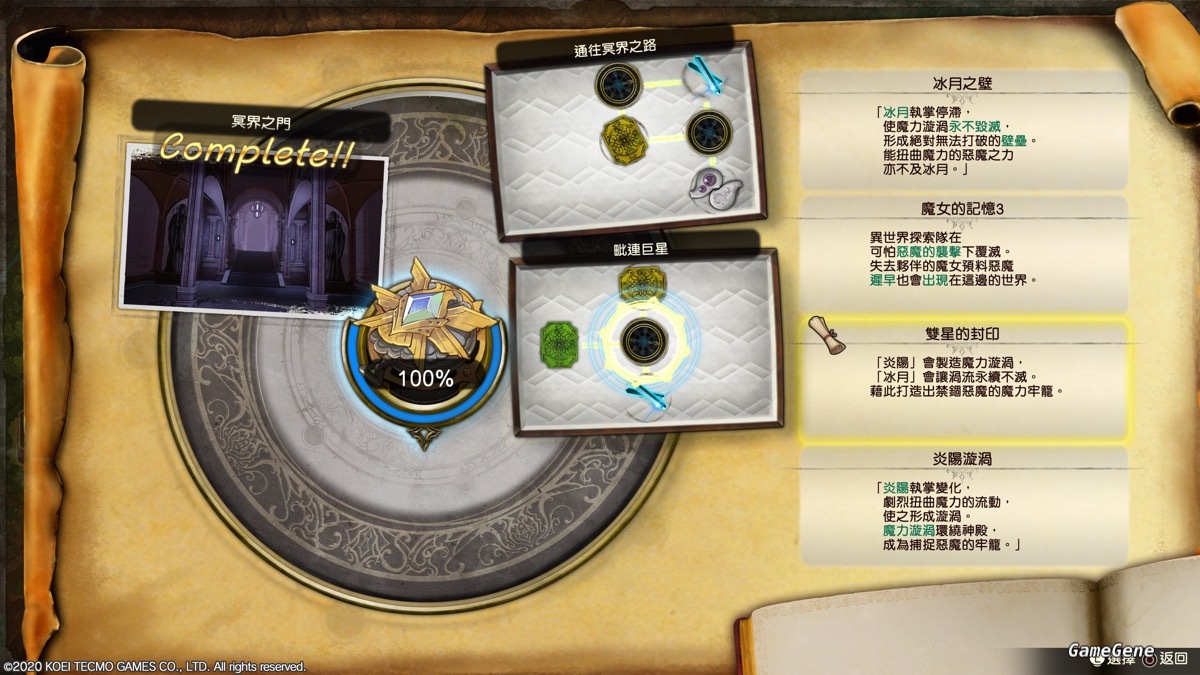 冥界之門
Complete!!
100%
通往冥界之路
毗連巨星
冰月之壁
「冰月執掌停滯,
使魔力漩渦永不毀滅,
形成絕對無法打破的壁壘。
能扭曲魔力的惡魔之力
亦不及冰月。」
魔女的記憶3
異世界探索隊在
可怕惡魔的襲擊下覆滅。
失去夥伴的魔女預料惡魔
遲早也會出現在這邊的世界。
雙星的封印
「炎陽」會製造魔力漩渦,
「冰月」會讓渦流永續不滅。
藉此打造出禁錮惡魔的魔力牢籠。
炎陽漩渦
「炎陽執掌變化,
劇烈扭曲魔力的流動,
使之形成漩渦。
魔力漩渦環繞神殿,
成為捕捉惡魔的牢籠。」
©2020 KOEI TECMO GAMES CO., LTD. All rights reserved.
GameGene
L選擇 返回